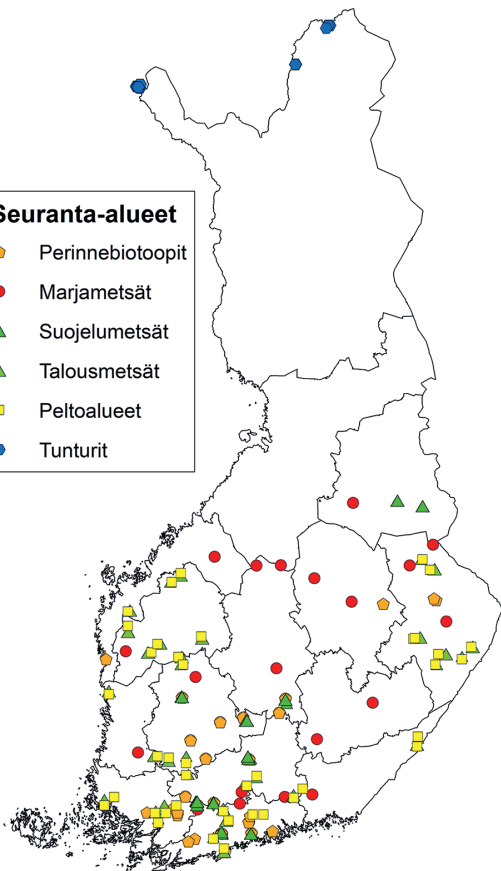 Seuranta-alueet
Perinnebiotoopit
Marjametsät
Suojelumetsät
Talousmetsät
Peltoalueet
Tunturit